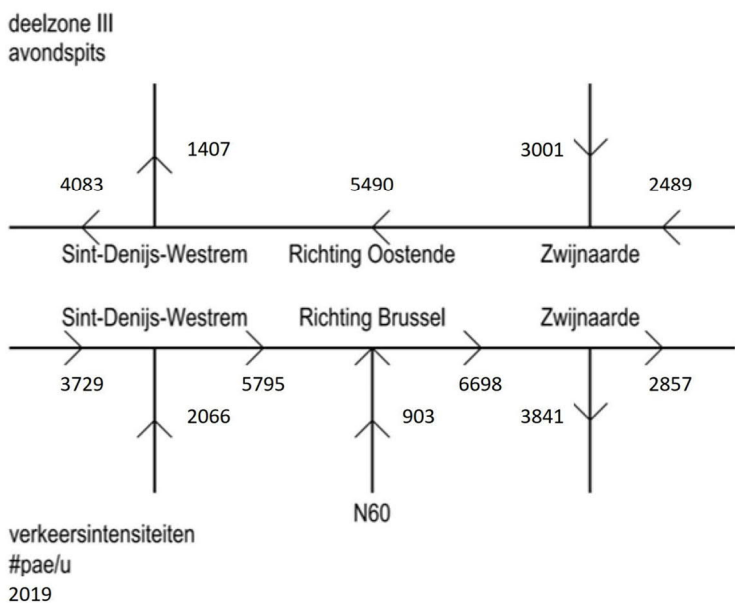 deelzone III
avondspits
1407
3001
4083
5490
2489
Sint-Denijs-Westrem
Richting Oostende
Zwijnaarde
Sint-Denijs-Westrem
Richting Brussel
Zwijnaarde
3729
5795
6698
2857
2066
903
3841
N60
verkeersintensiteiten
#pae/u
2019